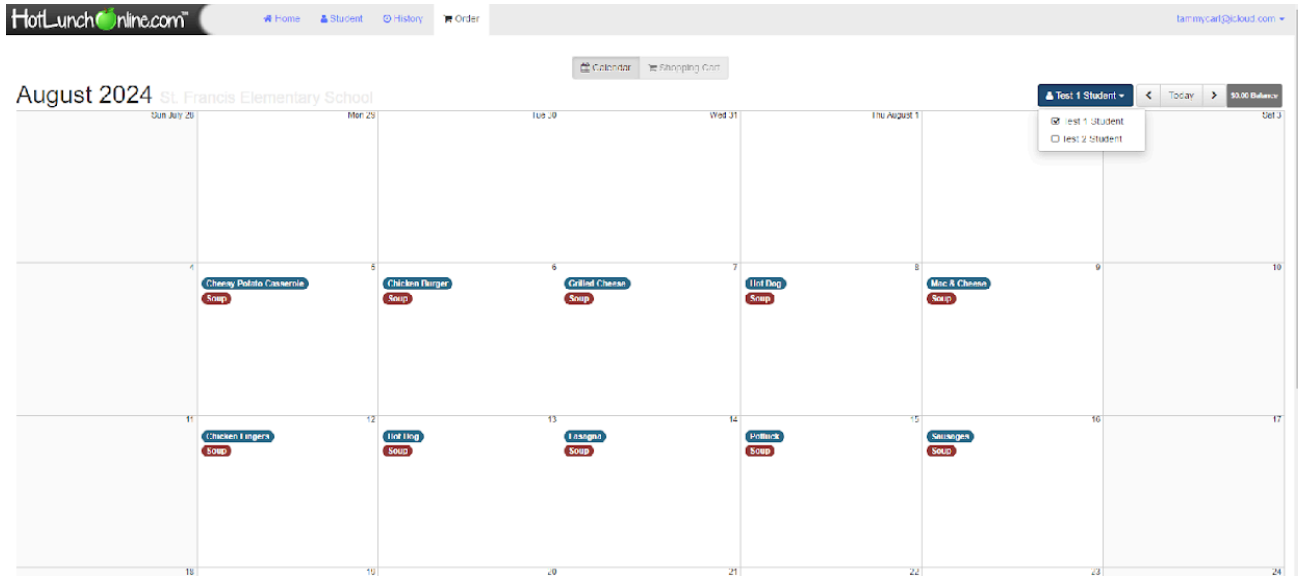 HotLunchOnline.com™ Home Student History Order tammycarl@icloud.com
Calendar Shopping Cart
August 2024 St. Francis Elementary School Test 1 Student < Today > $0.00 Balance
Test 1 Student
Test 2 Student
Sun July 28 Mon 29 Tue 30 Wed 31 Thu August 1 Sat 3
4 5 6 7 8 9 10
Cheesy Potato Casserole Chicken Burger Grilled Cheese Hot Dog Mac & Cheese
Soup Soup Soup Soup Soup
11 12 13 14 15 16 17
Chicken Fingers Hot Dog Lasagna Potluck Sausages
Soup Soup Soup Soup Soup
18 19 20 21 22 23 24